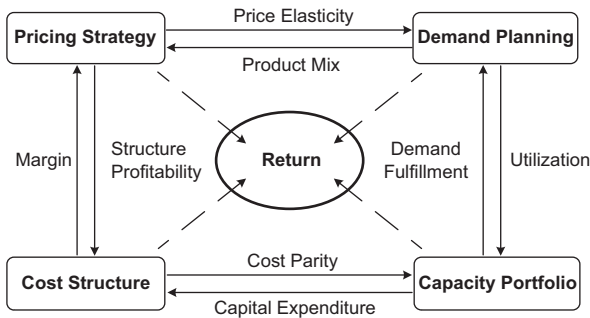 Price Elasticity
Pricing Strategy
Demand Planning
Product Mix
Margin
Structure
Profitability
Return
Demand
Fulfillment
Utilization
Cost Parity
Cost Structure
Capacity Portfolio
Capital Expenditure